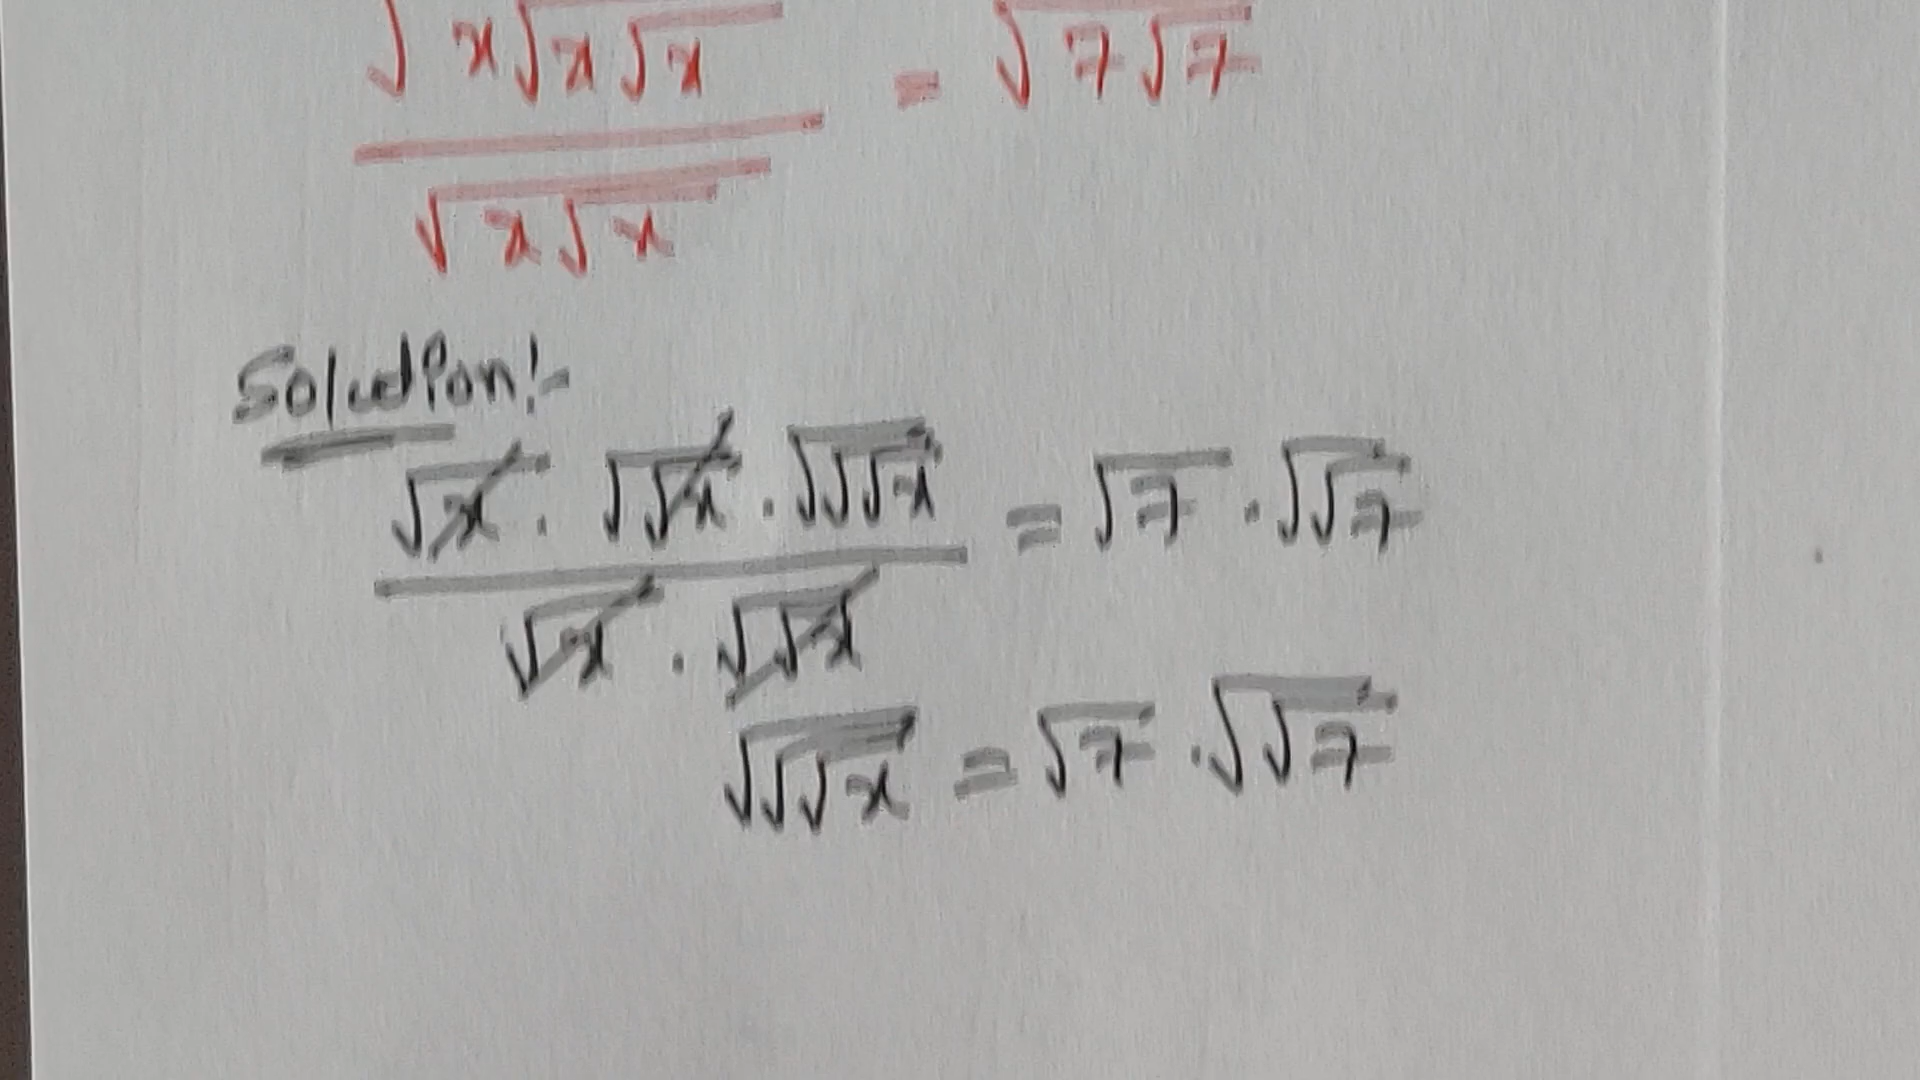 √x√x√x = √7√7
√x√x
Solution:-
√x . √√x . √√√x = √7 . √√7
√x . √√x
√√√x = √7 . √√7